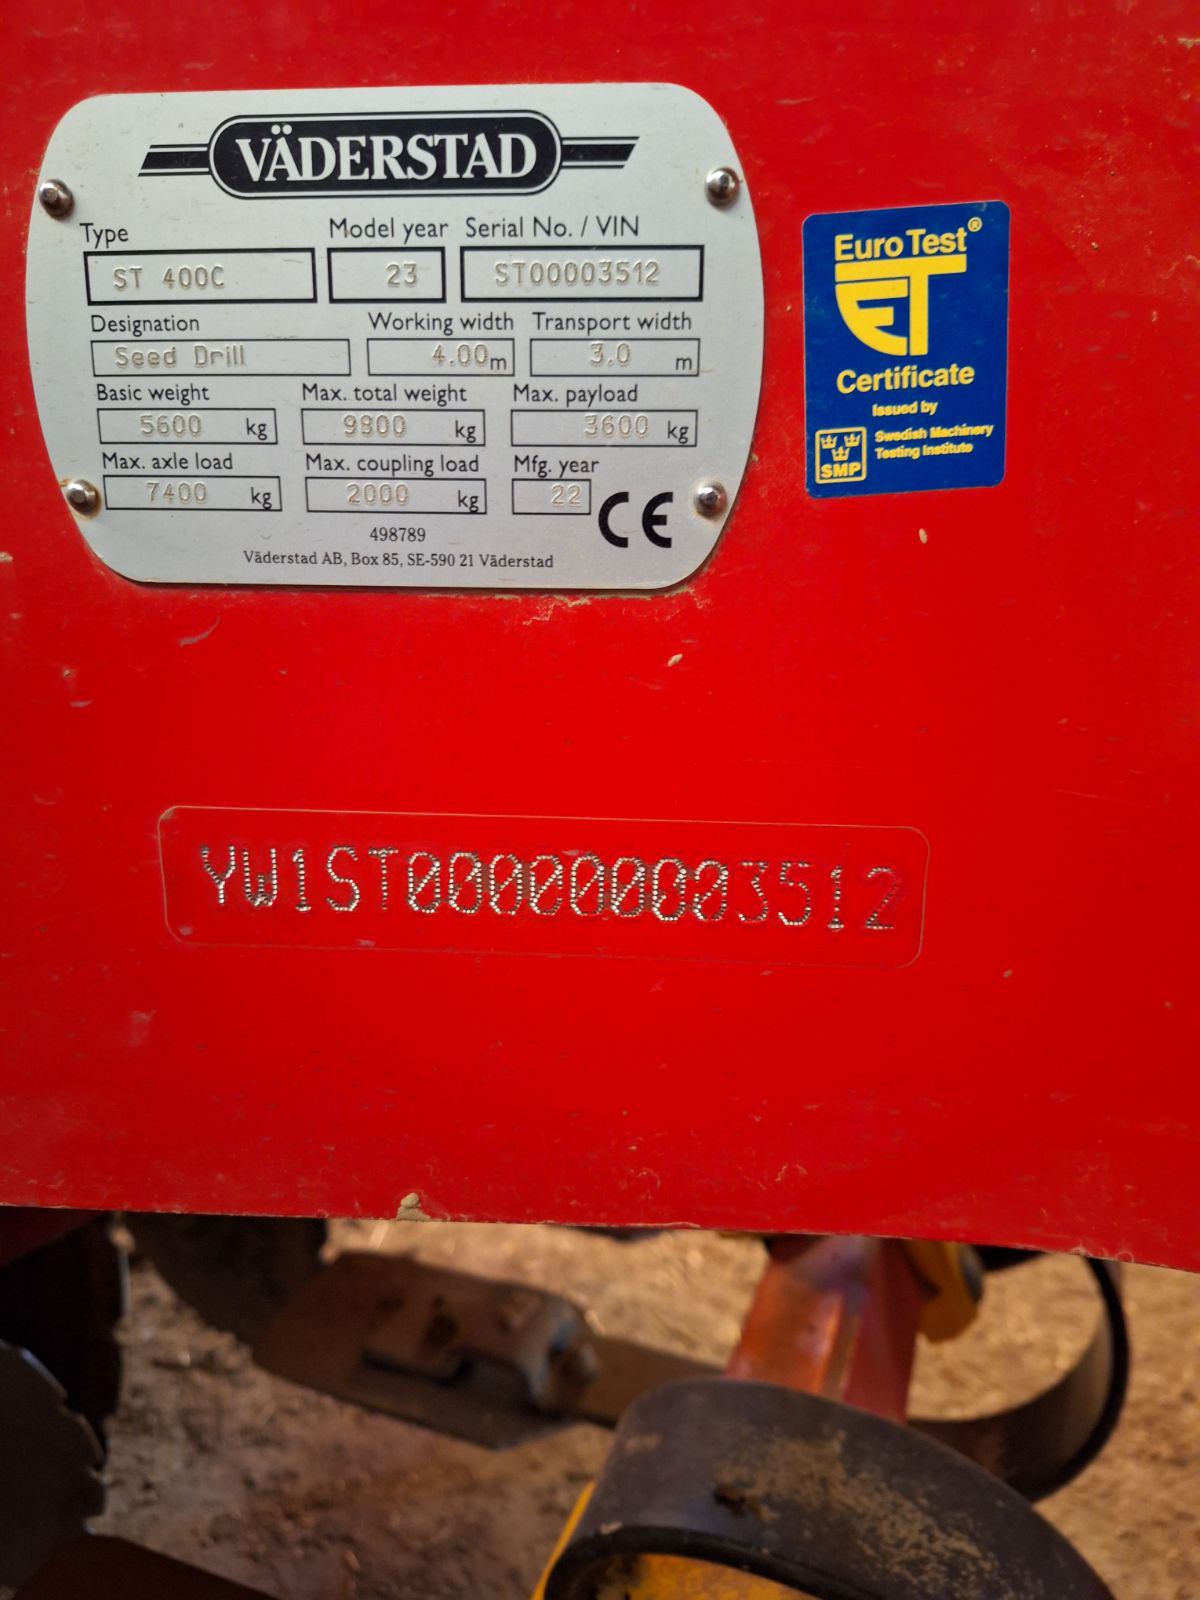 VÄDERSTAD
Type Model year Serial No. / VIN
ST 400C 23 ST00003512
Designation Working width Transport width
Seed Drill 4.00 m 3.0 m
Basic weight Max. total weight Max. payload
5600 kg 9800 kg 3600 kg
Max. axle load Max. coupling load Mfg. year
7400 kg 2000 kg 22 CE
498789
Väderstad AB, Box 85, SE-590 21 Väderstad
Euro Test®
ET
Certificate
Issued by
Swedish Machinery
Testing Institute
SMP
YW1ST000000003512